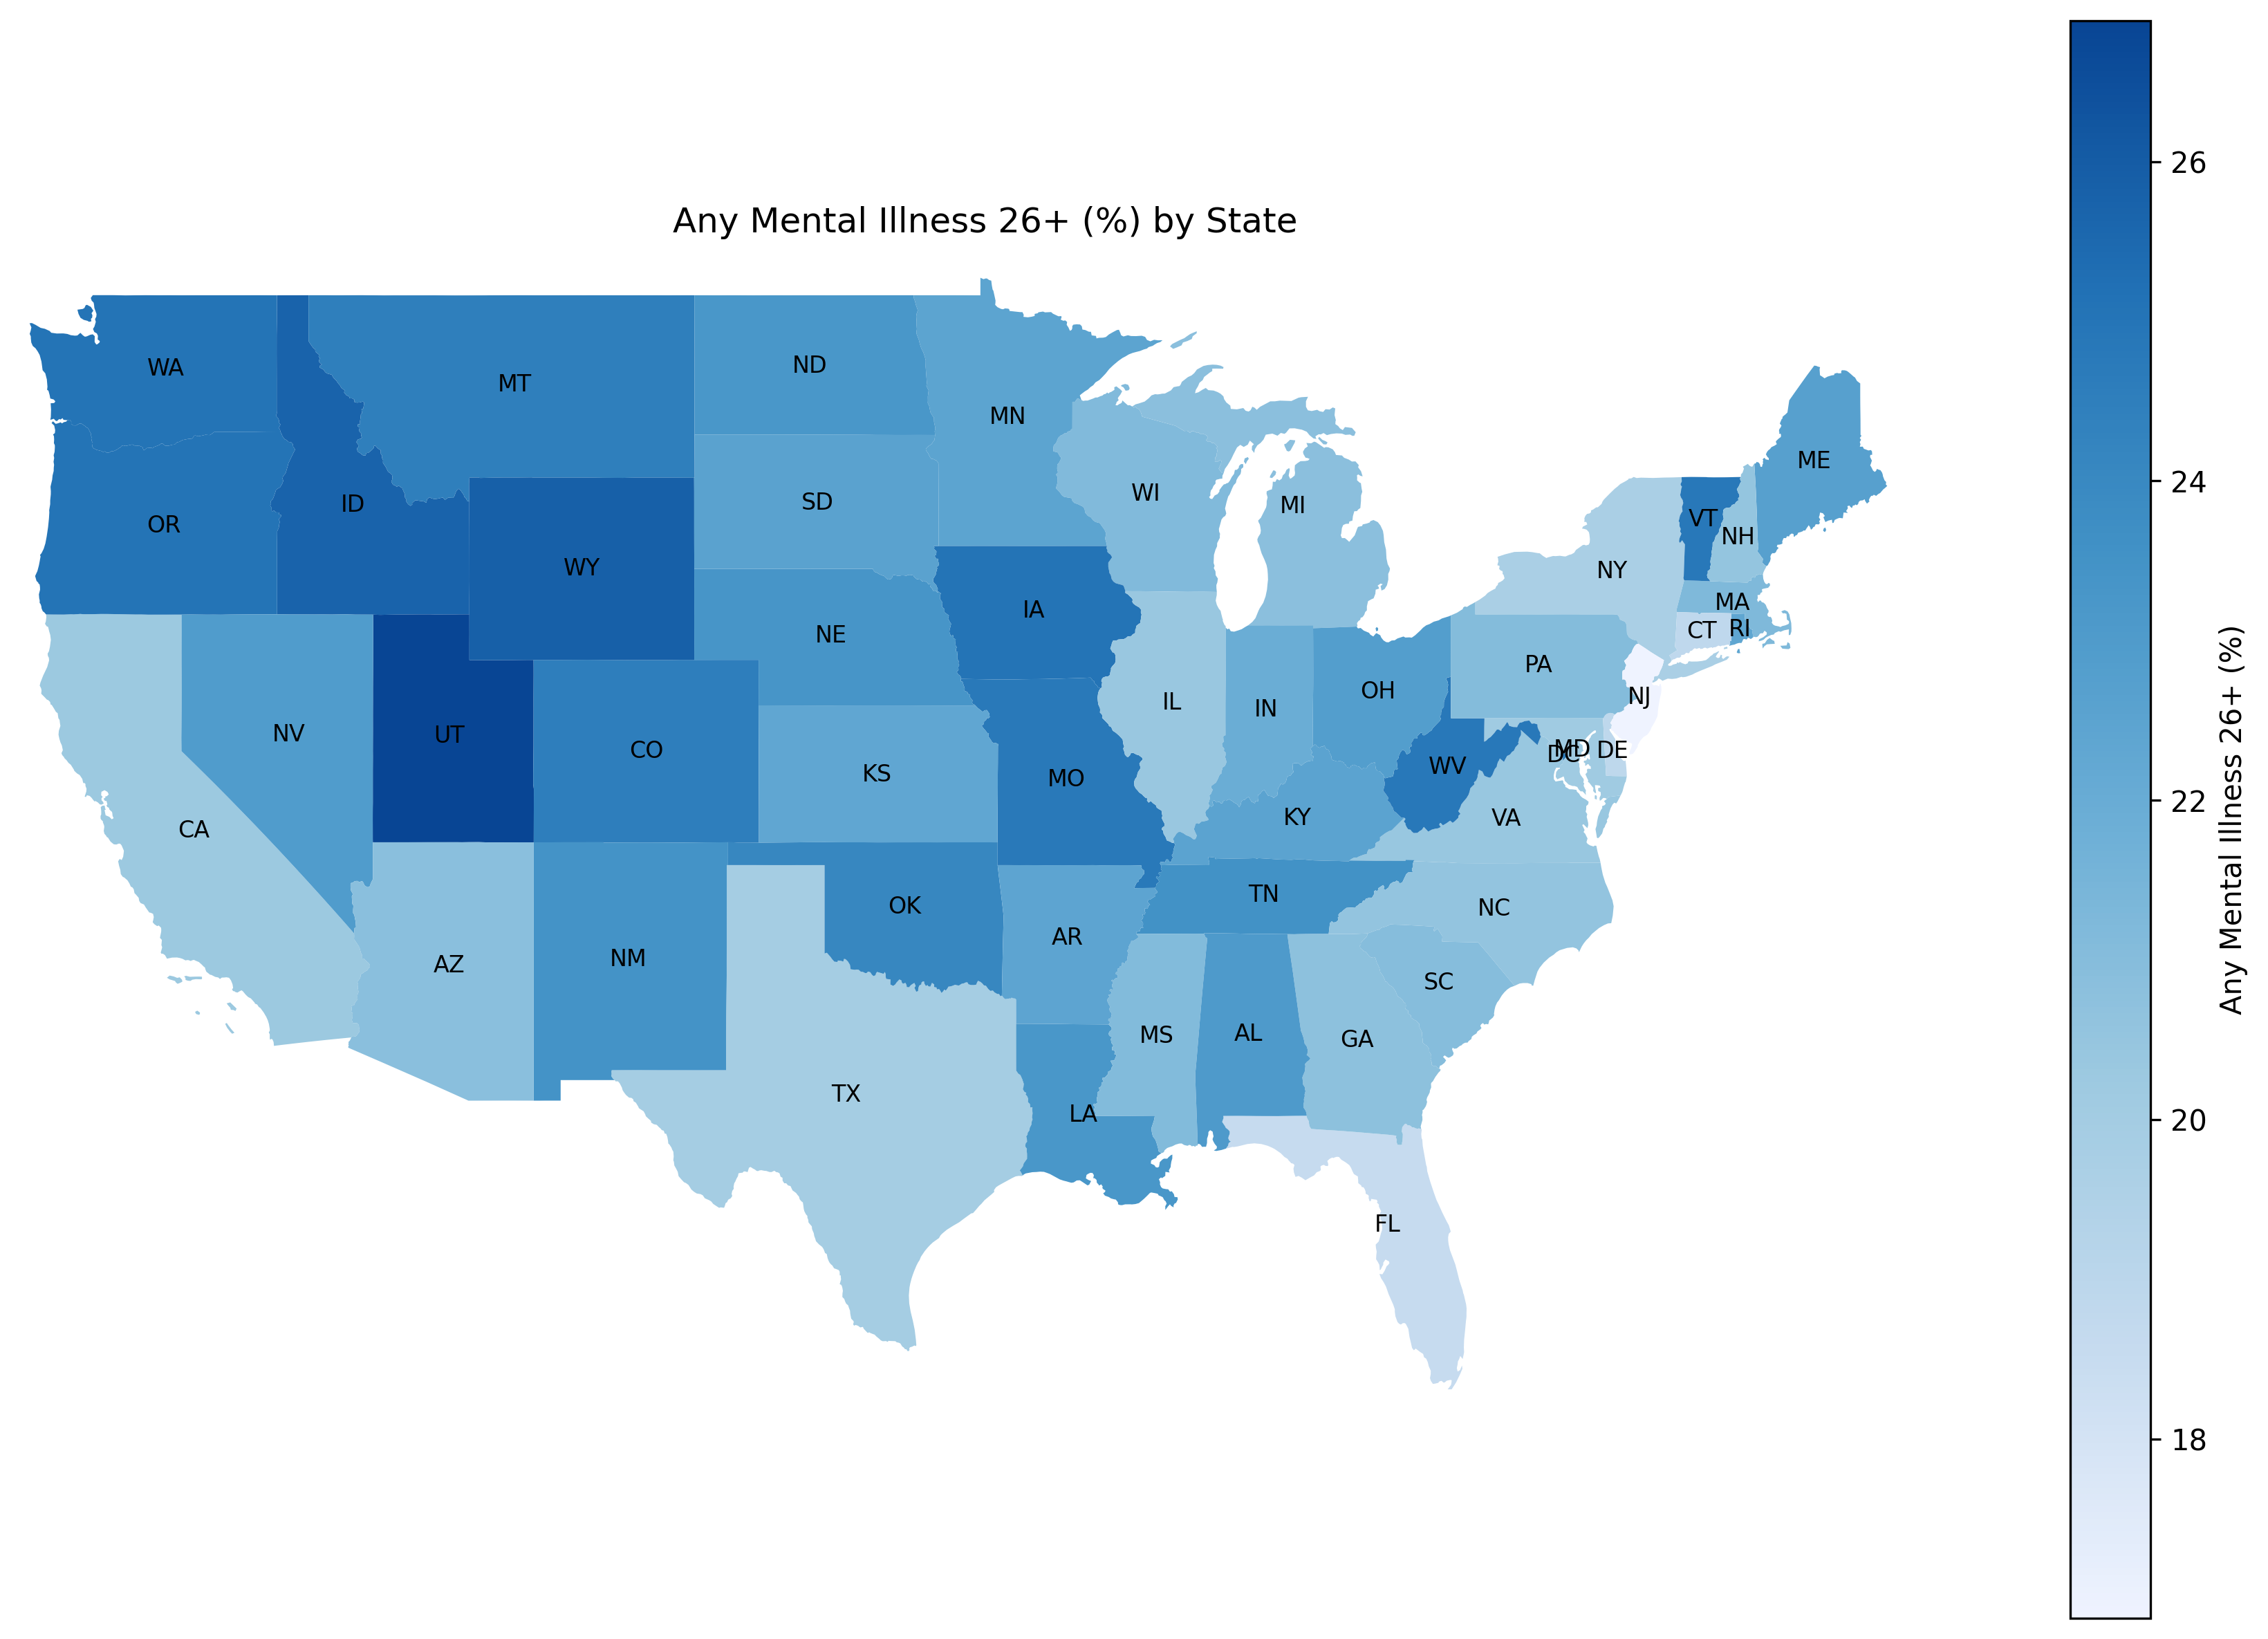 Any Mental Illness 26+ (%) by State
WA
MT
ND
MN
ME
OR
ID
SD
WI
MI
VT
NH
WY
NY
IA
MA
NE
CT
RI
PA
OH
NJ
IL
IN
NV
UT
CO
KS
MO
WV
MD
DC
DE
CA
KY
VA
TN
OK
NC
AR
AZ
NM
SC
MS
AL
GA
TX
LA
FL
26
24
22
20
18
Any Mental Illness 26+ (%)